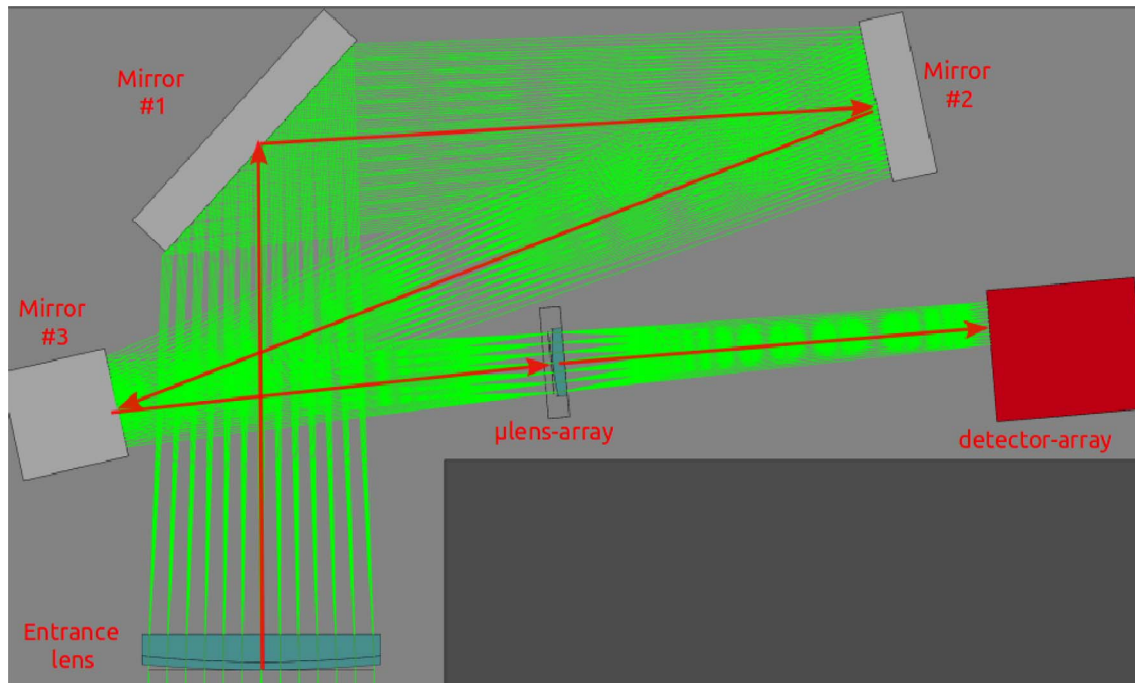 Mirror
#1
Mirror
#2
Mirror
#3
μlens-array
detector-array
Entrance
lens